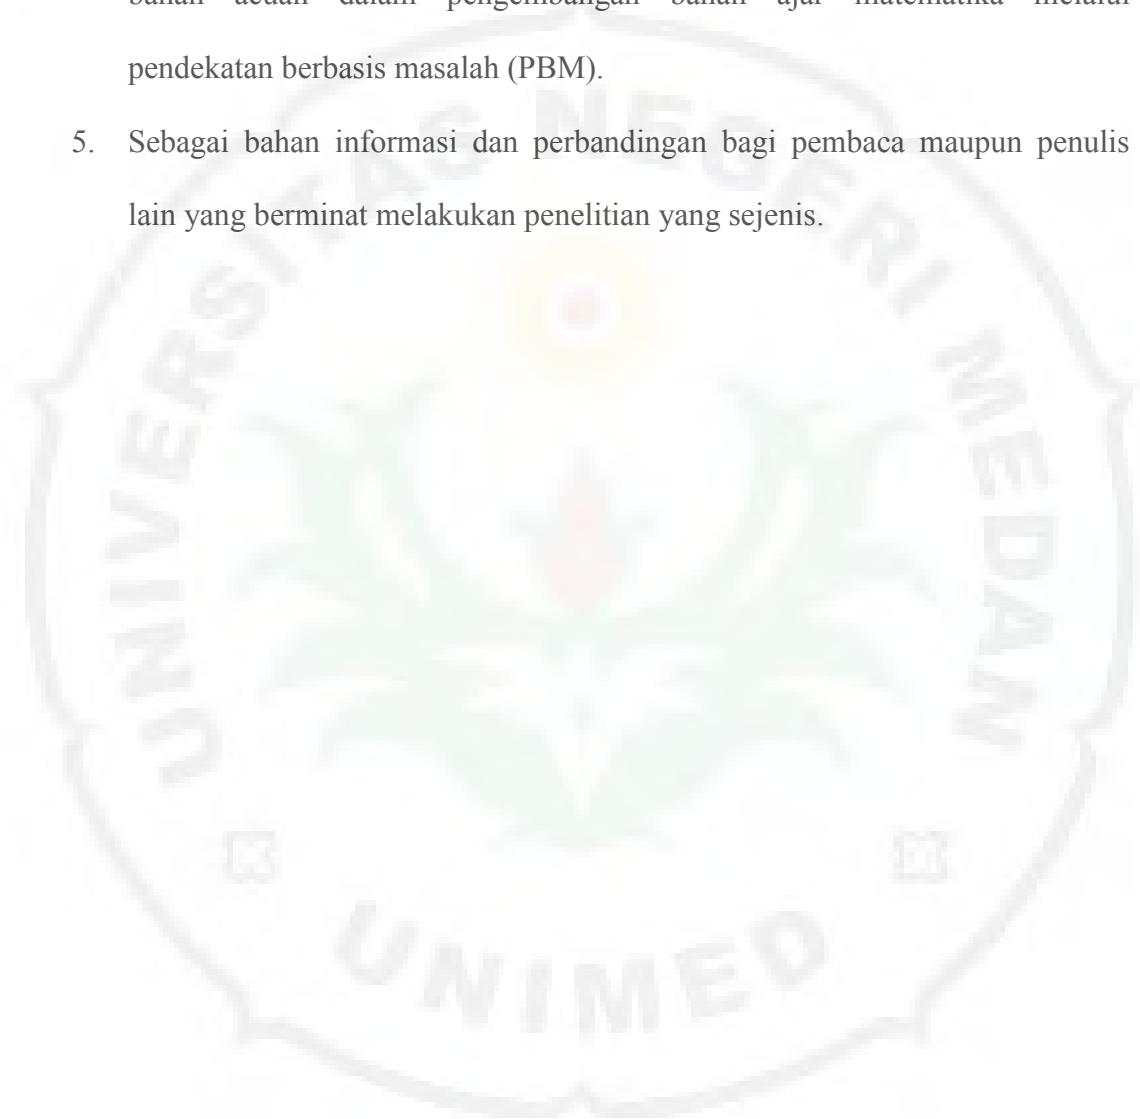 bahan acuan dalam pengembangan bahan ajar matematika melalui
pendekatan berbasis masalah (PBM).
5. Sebagai bahan informasi dan perbandingan bagi pembaca maupun penulis
lain yang berminat melakukan penelitian yang sejenis.
UNIVERSITAS NEGERI MEDAN
UNIMED